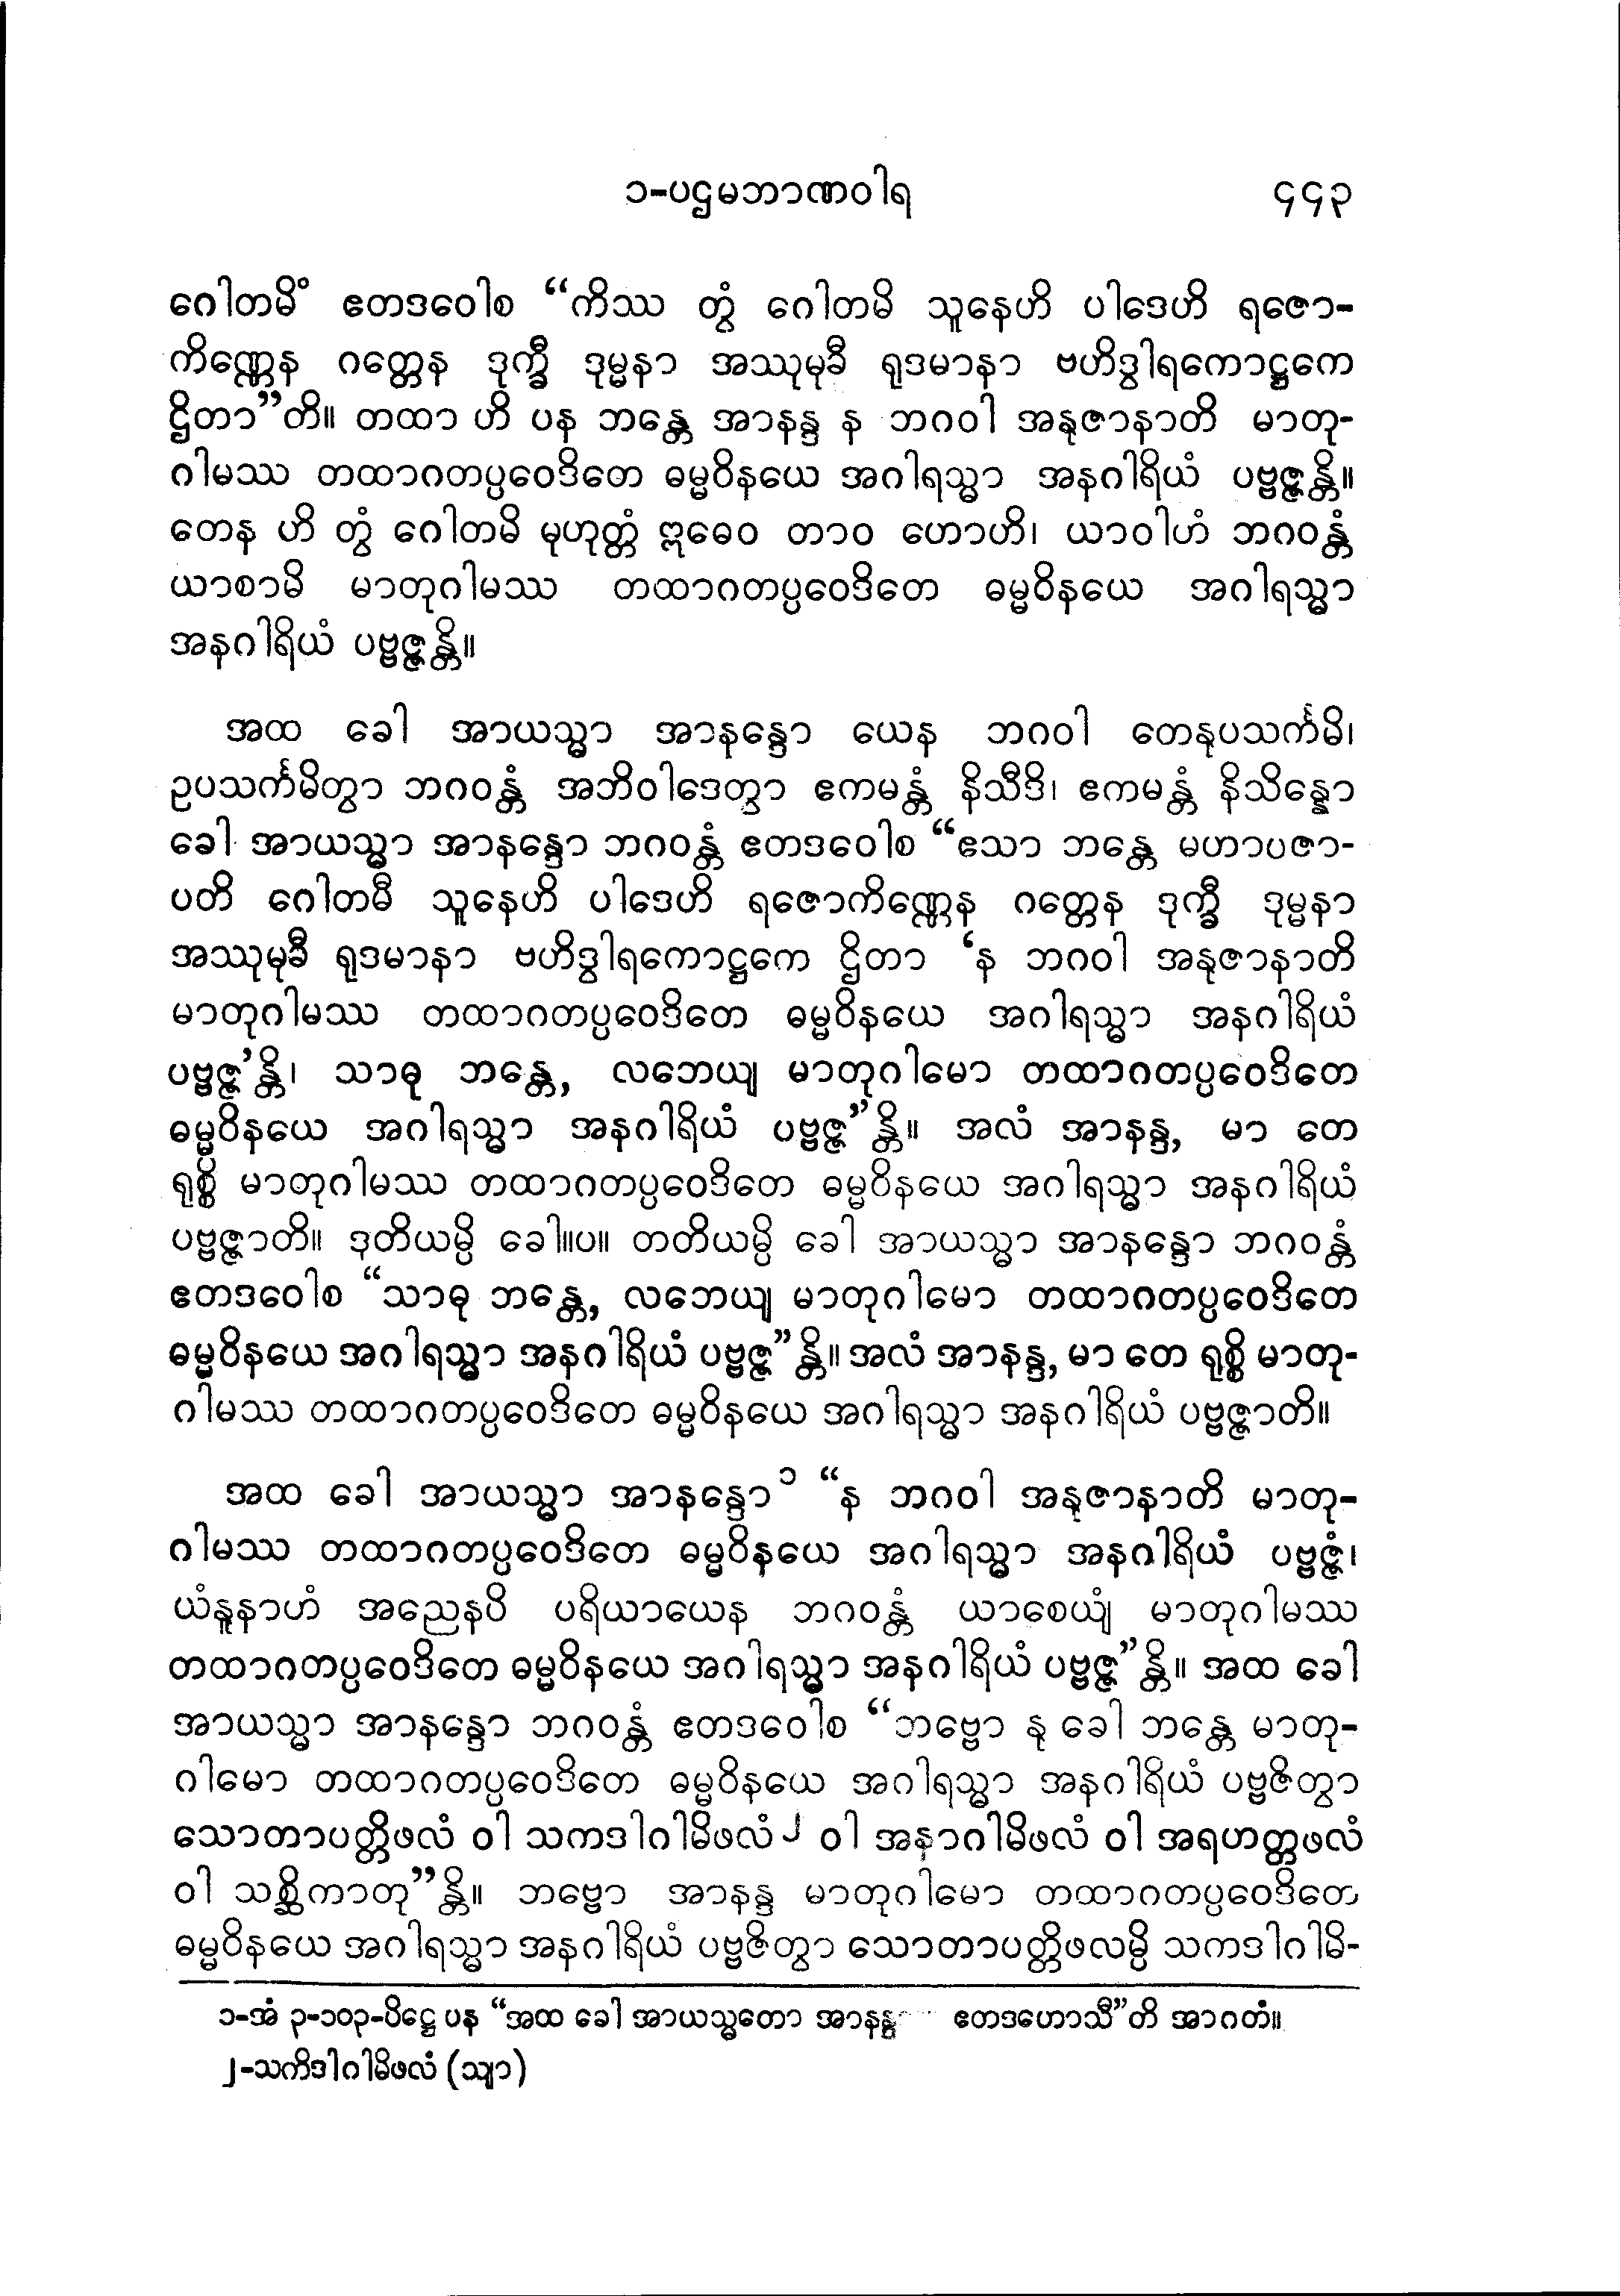 ၁-ပဌမဘာဏဝါရ ၄၄၃
ဂေါတမိံ ဧတဒဝေါစ “ကိဿ တွံ ဂေါတမိ သူနေဟိ ပါဒေဟိ ရဇော-
ကိဏ္ဏေန ဂတ္တေန ဒုက္ခီ ဒုမ္မနာ အဿုမုခီ ရုဒမာနာ ဗဟိဒွါရကောဋ္ဌကေ
ဌိတာ”တိ။ တထာ ဟိ ပန ဘန္တေ အာနန္ဒ န ဘဂဝါ အနုဇာနာတိ မာတု-
ဂါမဿ တထာဂတပ္ပဝေဒိတေ ဓမ္မဝိနယေ အဂါရသ္မာ အနဂါရိယံ ပဗ္ဗဇ္ဇန္တိ။
တေန ဟိ တွံ ဂေါတမိ မုဟုတ္တံ ဣဓေဝ တာဝ ဟောဟိ၊ ယာဝါဟံ ဘဂဝန္တံ
ယာစာမိ မာတုဂါမဿ တထာဂတပ္ပဝေဒိတေ ဓမ္မဝိနယေ အဂါရသ္မာ
အနဂါရိယံ ပဗ္ဗဇ္ဇန္တိ။
အထ ခေါ အာယသ္မာ အာနန္ဒော ယေန ဘဂဝါ တေနုပသင်္ကမိ၊
ဥပသင်္ကမိတွာ ဘဂဝန္တံ အဘိဝါဒေတွာ ဧကမန္တံ နိသီဒိ၊ ဧကမန္တံ နိသိန္နော
ခေါ အာယသ္မာ အာနန္ဒော ဘဂဝန္တံ ဧတဒဝေါစ “ဧသာ ဘန္တေ မဟာပဇာ-
ပတိ ဂေါတမီ သူနေဟိ ပါဒေဟိ ရဇောကိဏ္ဏေန ဂတ္တေန ဒုက္ခီ ဒုမ္မနာ
အဿုမုခီ ရုဒမာနာ ဗဟိဒွါရကောဋ္ဌကေ ဌိတာ ‘န ဘဂဝါ အနုဇာနာတိ
မာတုဂါမဿ တထာဂတပ္ပဝေဒိတေ ဓမ္မဝိနယေ အဂါရသ္မာ အနဂါရိယံ
ပဗ္ဗဇ္ဇ’န္တိ၊ သာဓု ဘန္တေ, လဘေယျ မာတုဂါမော တထာဂတပ္ပဝေဒိတေ
ဓမ္မဝိနယေ အဂါရသ္မာ အနဂါရိယံ ပဗ္ဗဇ္ဇ”န္တိ။ အလံ အာနန္ဒ, မာ တေ
ရုစ္စိ မာတုဂါမဿ တထာဂတပ္ပဝေဒိတေ ဓမ္မဝိနယေ အဂါရသ္မာ အနဂါရိယံ
ပဗ္ဗဇ္ဇာတိ။ ဒုတိယမ္ပိ ခေါ။ပ။ တတိယမ္ပိ ခေါ အာယသ္မာ အာနန္ဒော ဘဂဝန္တံ
ဧတဒဝေါစ “သာဓု ဘန္တေ, လဘေယျ မာတုဂါမော တထာဂတပ္ပဝေဒိတေ
ဓမ္မဝိနယေ အဂါရသ္မာ အနဂါရိယံ ပဗ္ဗဇ္ဇ”န္တိ။ အလံ အာနန္ဒ, မာ တေ ရုစ္စိ မာတု-
ဂါမဿ တထာဂတပ္ပဝေဒိတေ ဓမ္မဝိနယေ အဂါရသ္မာ အနဂါရိယံ ပဗ္ဗဇ္ဇာတိ။
အထ ခေါ အာယသ္မာ အာနန္ဒော ၁ “န ဘဂဝါ အနုဇာနာတိ မာတု-
ဂါမဿ တထာဂတပ္ပဝေဒိတေ ဓမ္မဝိနယေ အဂါရသ္မာ အနဂါရိယံ ပဗ္ဗဇ္ဇံ၊
ယံနူနာဟံ အညေနပိ ပရိယာယေန ဘဂဝန္တံ ယာစေယျံ မာတုဂါမဿ
တထာဂတပ္ပဝေဒိတေ ဓမ္မဝိနယေ အဂါရသ္မာ အနဂါရိယံ ပဗ္ဗဇ္ဇ”န္တိ။ အထ ခေါ
အာယသ္မာ အာနန္ဒော ဘဂဝန္တံ ဧတဒဝေါစ “ဘဗ္ဗော နု ခေါ ဘန္တေ မာတု-
ဂါမော တထာဂတပ္ပဝေဒိတေ ဓမ္မဝိနယေ အဂါရသ္မာ အနဂါရိယံ ပဗ္ဗဇိတွာ
သောတာပတ္တိဖလံ ဝါ သကဒါဂါမိဖလံ၂ ဝါ အနာဂါမိဖလံ ဝါ အရဟတ္တဖလံ
ဝါ သစ္ဆိကာတု”န္တိ။ ဘဗ္ဗော အာနန္ဒ မာတုဂါမော တထာဂတပ္ပဝေဒိတေ
ဓမ္မဝိနယေ အဂါရသ္မာ အနဂါရိယံ ပဗ္ဗဇိတွာ သောတာပတ္တိဖလမ္ပိ သကဒါဂါမိ-
၁-အံ ၃-၁၀၃-ပိဋ္ဌေ ပန “အထ ခေါ အာယသ္မတော ဧတဒဟောသီ”တိ အာဂတံ။
၂-သကိဒါဂါမိဖလံ (သျာ)